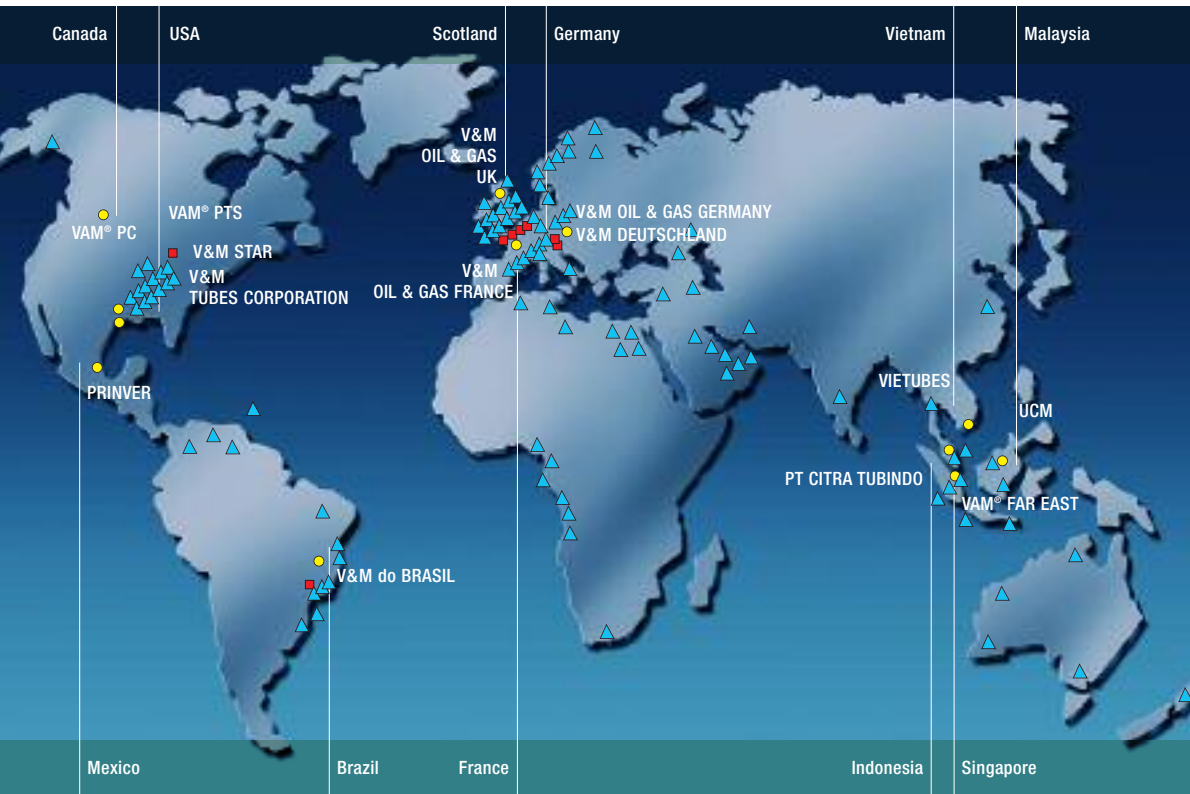 Canada
USA
Scotland
Germany
Vietnam
Malaysia
V&M
OIL & GAS
UK
VAM® PTS
VAM® PC
V&M OIL & GAS GERMANY
V&M DEUTSCHLAND
V&M STAR
V&M
TUBES CORPORATION
V&M
OIL & GAS FRANCE
PRINVER
VIETUBES
UCM
PT CITRA TUBINDO
VAM® FAR EAST
V&M do BRASIL
Mexico
Brazil
France
Indonesia
Singapore